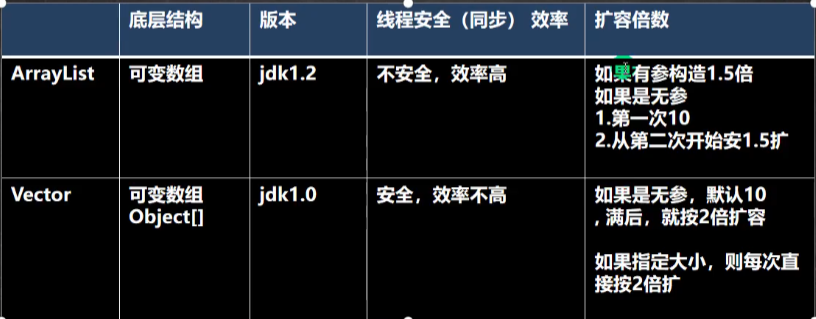 底层结构
版本
线程安全（同步） 效率
扩容倍数
ArrayList
可变数组
jdk1.2
不安全，效率高
如果有参构造1.5倍
如果是无参
1.第一次10
2.从第二次开始安1.5扩
Vector
可变数组
Object[]
jdk1.0
安全，效率不高
如果是无参，默认10
, 满后，就按2倍扩容
如果指定大小，则每次直
接按2倍扩